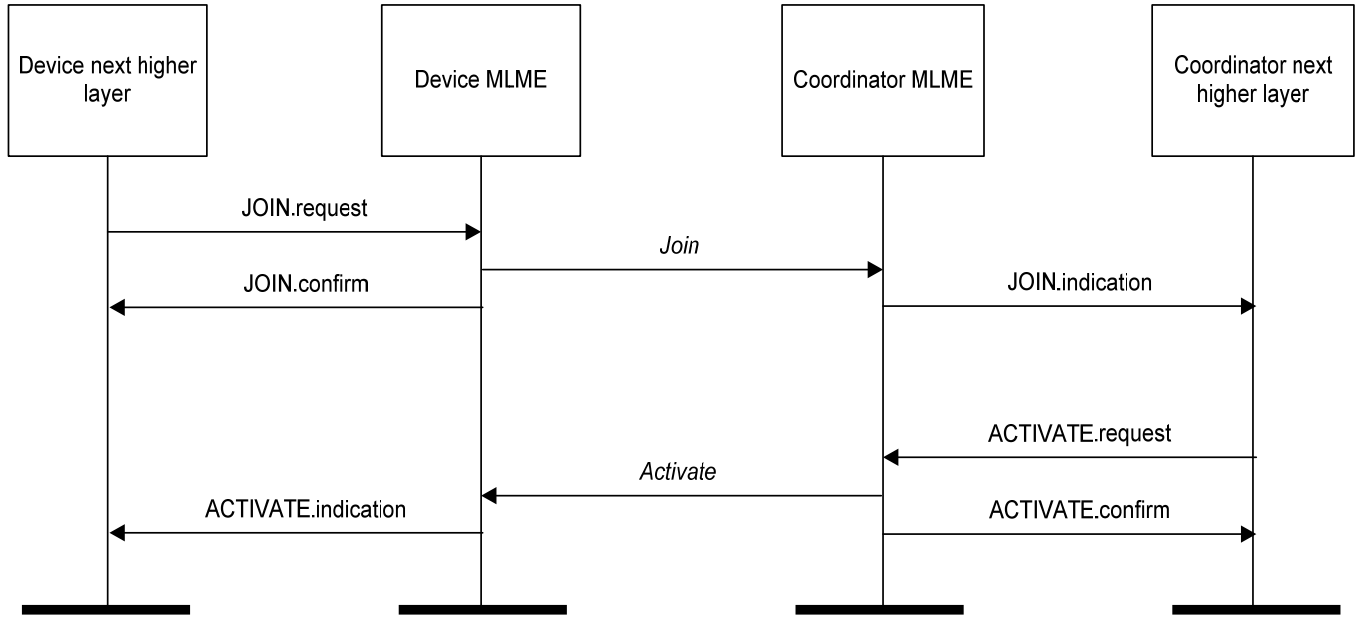 Device next higher
layer
Device MLME
Coordinator MLME
Coordinator next
higher layer
JOIN.request
Join
JOIN.confirm
JOIN.indication
ACTIVATE.request
Activate
ACTIVATE.indication
ACTIVATE.confirm